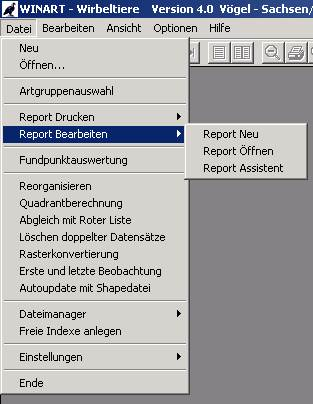 WINART - Wirbeltiere Version 4.0 Vögel - Sachsen/
Datei Bearbeiten Ansicht Optionen Hilfe
Neu
Öffnen...
Artgruppenauswahl
Report Drucken
Report Bearbeiten
Report Neu
Report Öffnen
Report Assistent
Fundpunktauswertung
Reorganisieren
Quadrantberechnung
Abgleich mit Roter Liste
Löschen doppelter Datensätze
Rasterkonvertierung
Erste und letzte Beobachtung
Autoupdate mit Shapedatei
Dateimanager
Freie Indexe anlegen
Einstellungen
Ende